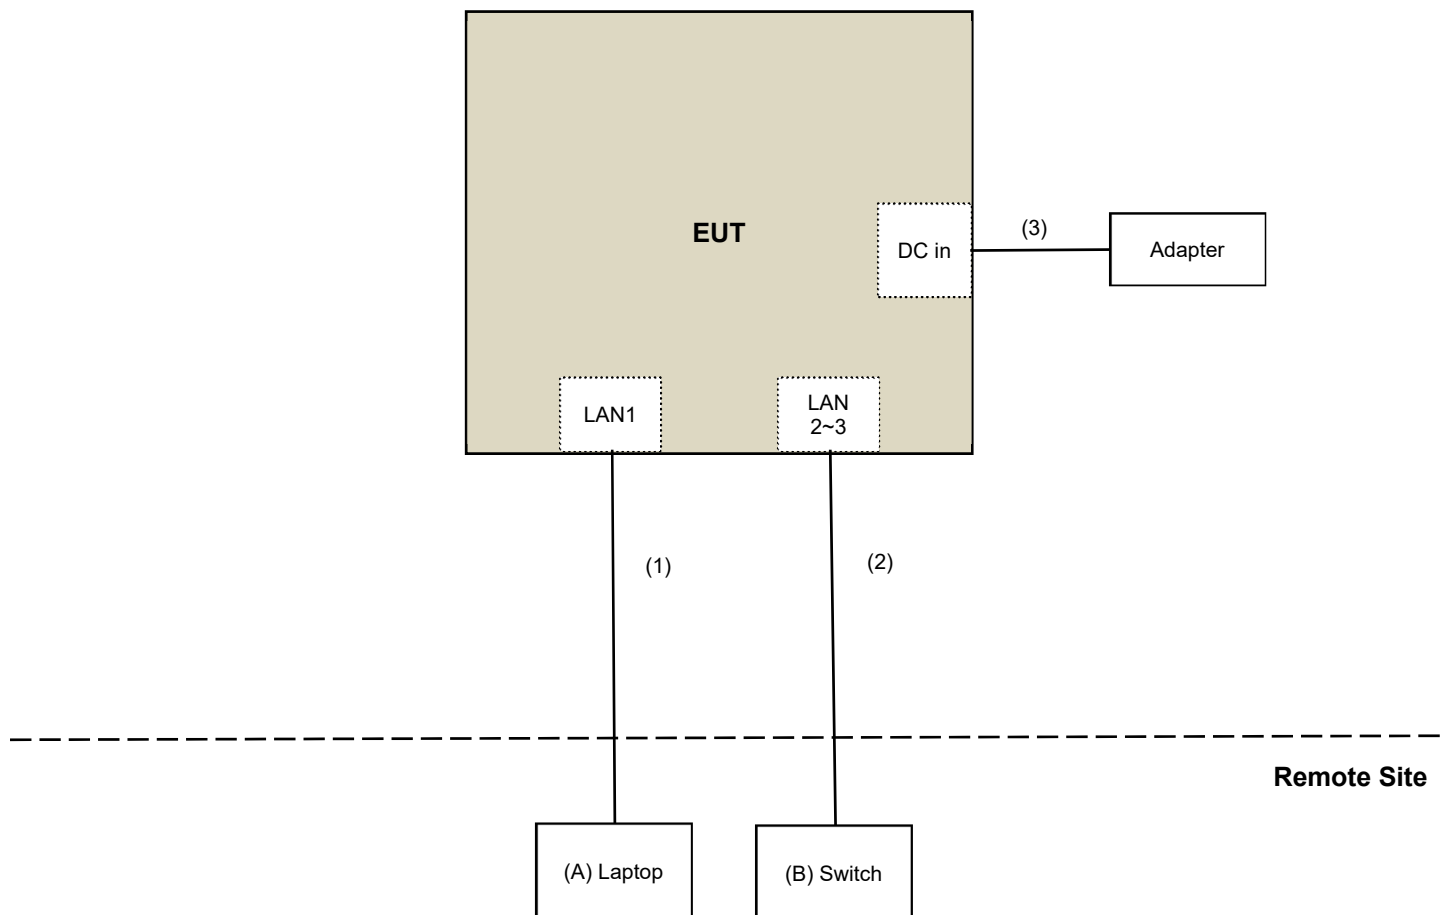 EUT
DC in
(3)
Adapter
LAN1
LAN
2~3
(1)
(2)
Remote Site
(A) Laptop
(B) Switch